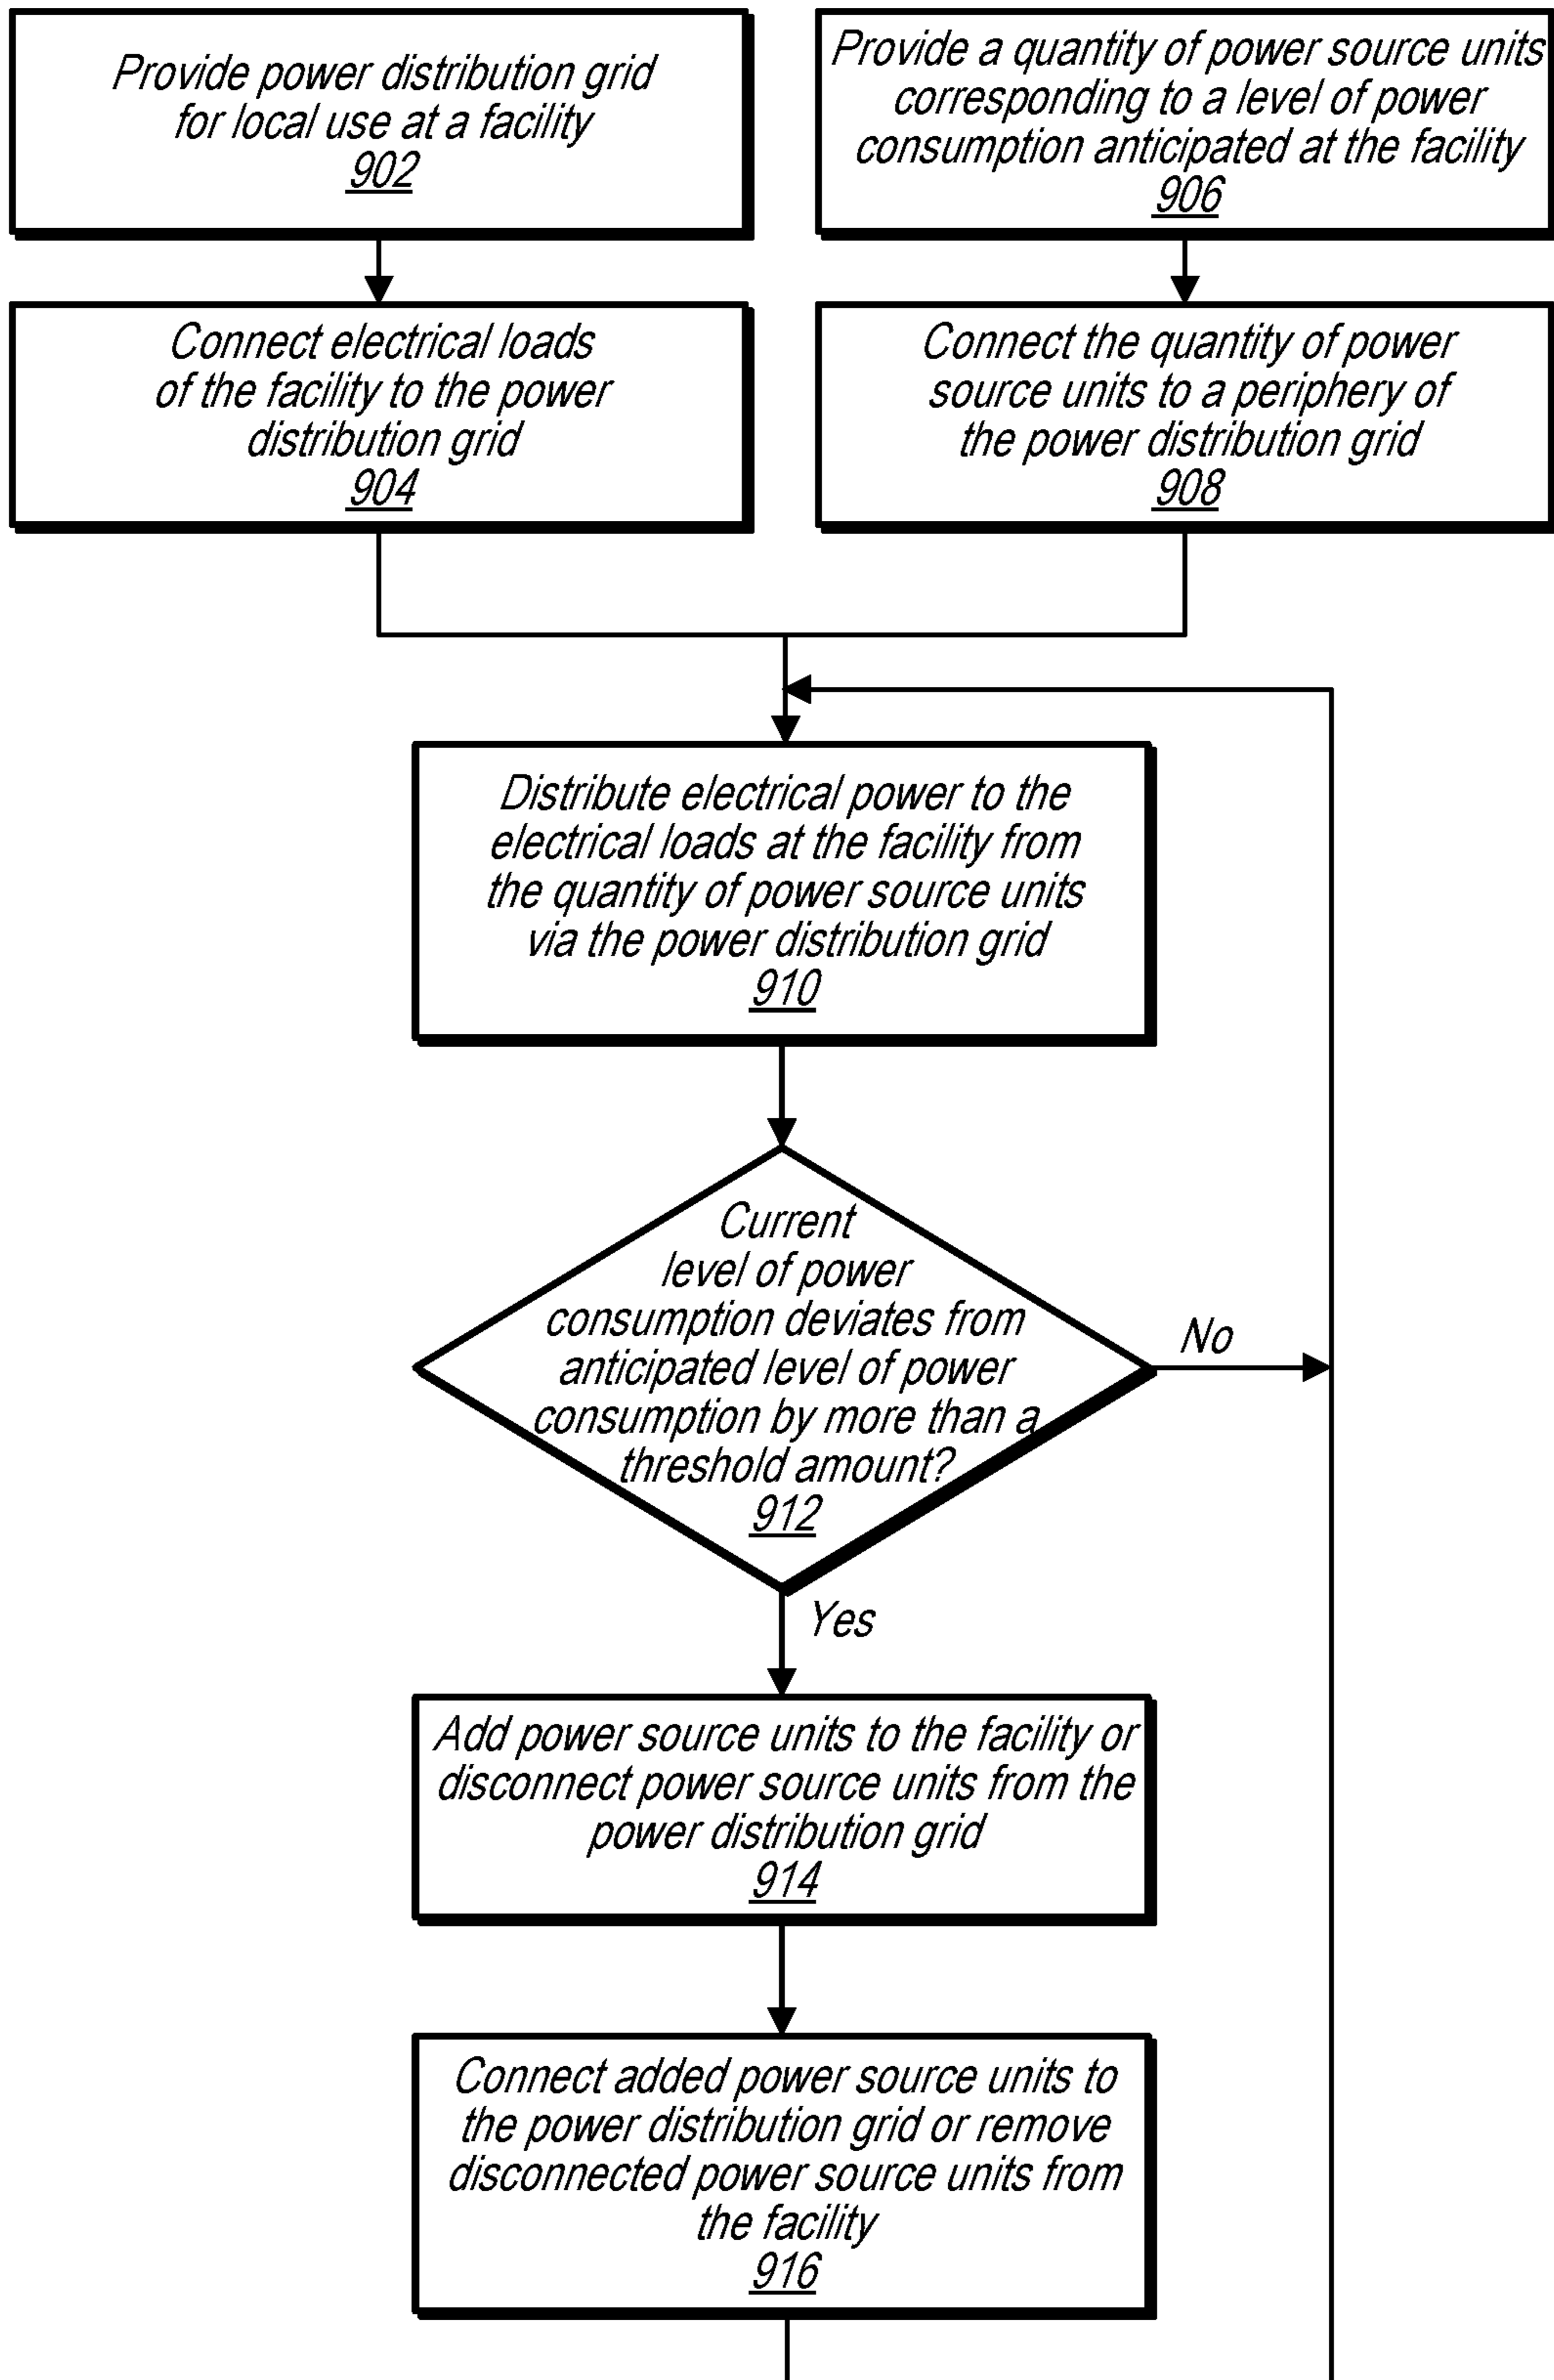 Provide power distribution grid
for local use at a facility
902
Provide a quantity of power source units
corresponding to a level of power
consumption anticipated at the facility
906
Connect electrical loads
of the facility to the power
distribution grid
904
Connect the quantity of power
source units to a periphery of
the power distribution grid
908
Distribute electrical power to the
electrical loads at the facility from
the quantity of power source units
via the power distribution grid
910
Current
level of power
consumption deviates from
anticipated level of power
consumption by more than a
threshold amount?
912
No
Yes
Add power source units to the facility or
disconnect power source units from the
power distribution grid
914
Connect added power source units to
the power distribution grid or remove
disconnected power source units from
the facility
916